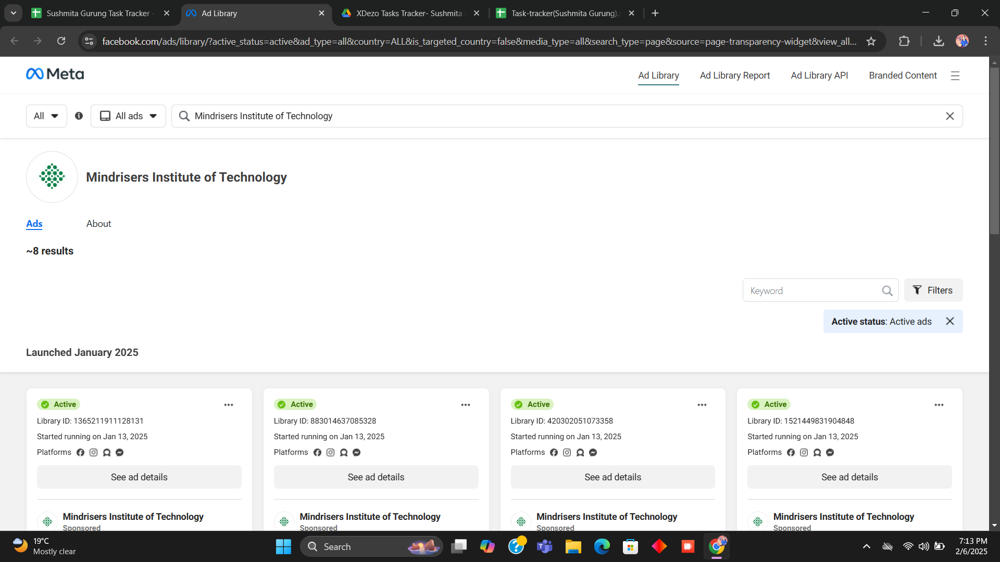 Sushmita Gurung Task Tracker -
Ad Library
XDezo Tasks Tracker- Sushmita
Task-tracker(Sushmita Gurung).
facebook.com/ads/library/?active_status=active&ad_type=all&country=ALL&is_targeted_country=false&media_type=all&search_type=page&source=page-transparency-widget&view_all...
Meta
Ad Library
Ad Library Report
Ad Library API
Branded Content
All
All ads
Mindrisers Institute of Technology
Mindrisers Institute of Technology
Ads
About
~8 results
Keyword
Filters
Active status: Active ads
Launched January 2025
Active
Library ID: 1365211911128131
Started running on Jan 13, 2025
Platforms
See ad details
Mindrisers Institute of Technology
Sponsored
Active
Library ID: 883014637085328
Started running on Jan 13, 2025
Platforms
See ad details
Mindrisers Institute of Technology
Sponsored
Active
Library ID: 420302051073358
Started running on Jan 13, 2025
Platforms
See ad details
Mindrisers Institute of Technology
Sponsored
Active
Library ID: 1521449831904848
Started running on Jan 13, 2025
Platforms
See ad details
Mindrisers Institute of Technology
Sponsored
19°C
Mostly clear
Search
7:13 PM
2/6/2025